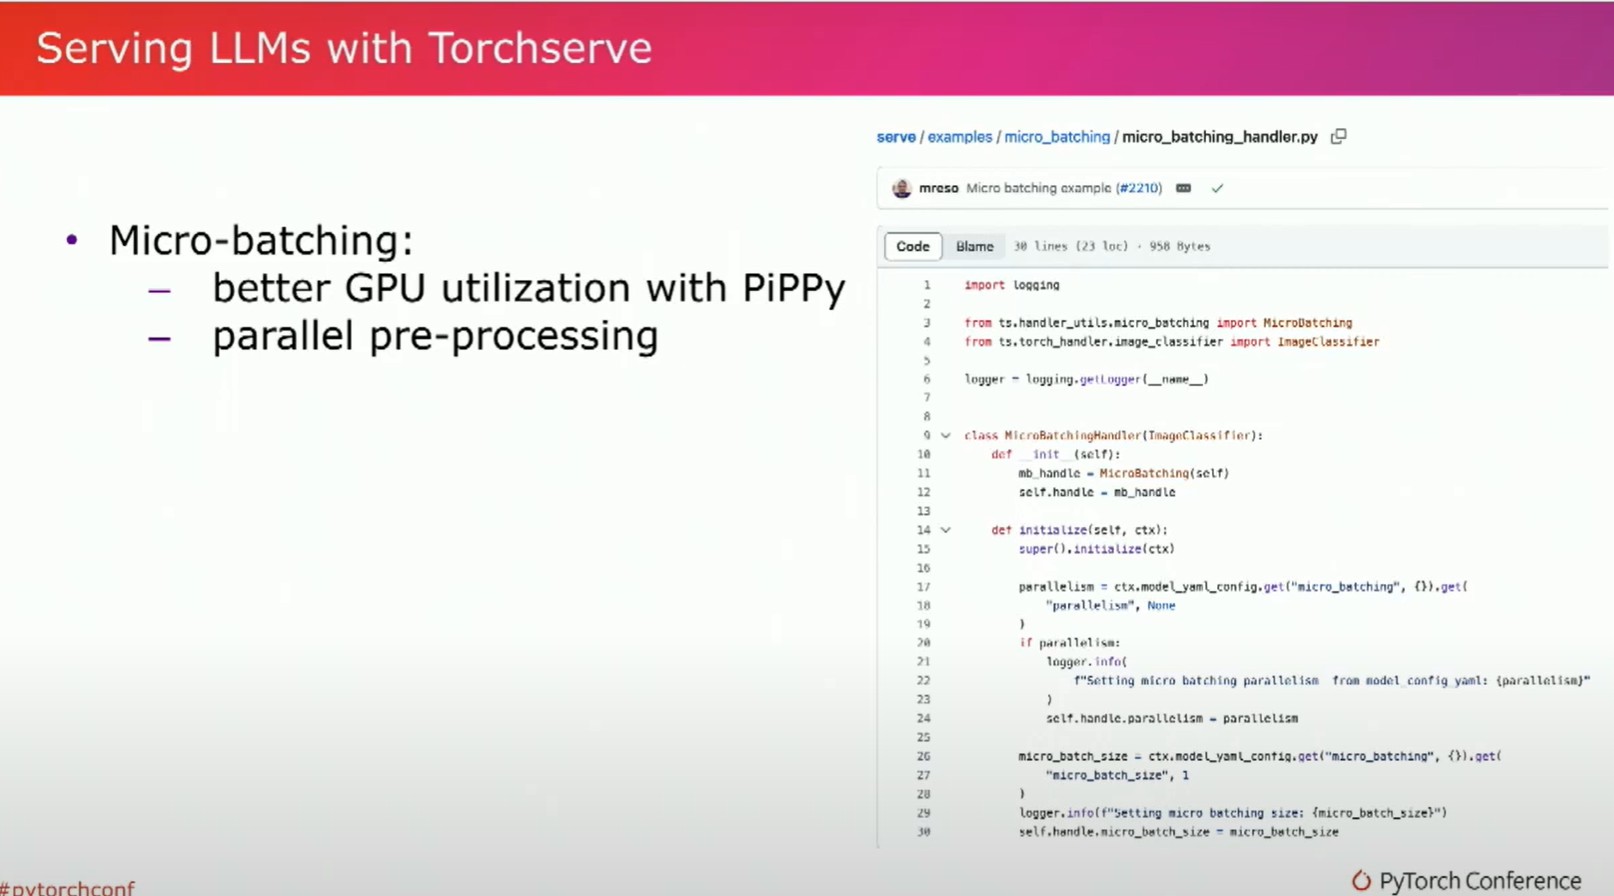 Serving LLMs with Torchserve
• Micro-batching:
– better GPU utilization with PiPPy
– parallel pre-processing
serve / examples / micro_batching / micro_batching_handler.py
mreso Micro batching example (#2210)
Code Blame 30 lines (23 loc) · 958 Bytes
1 import logging
2
3 from ts.handler_utils.micro_batching import MicroBatching
4 from ts.torch_handler.image_classifier import ImageClassifier
5
6 logger = logging.getLogger(__name__)
7
8
9 class MicroBatchingHandler(ImageClassifier):
10 def __init__(self):
11 mb_handle = MicroBatching(self)
12 self.handle = mb_handle
13
14 def initialize(self, ctx):
15 super().initialize(ctx)
16
17 parallelism = ctx.model_yaml_config.get("micro_batching", {}).get(
18 "parallelism", None
19 )
20 if parallelism:
21 logger.info(
22 f"Setting micro batching parallelism  from model_config_yaml: {parallelism}"
23 )
24 self.handle.parallelism = parallelism
25
26 micro_batch_size = ctx.model_yaml_config.get("micro_batching", {}).get(
27 "micro_batch_size", 1
28 )
29 logger.info(f"Setting micro batching size: {micro_batch_size}")
30 self.handle.micro_batch_size = micro_batch_size
#pytorchconf
PyTorch Conference